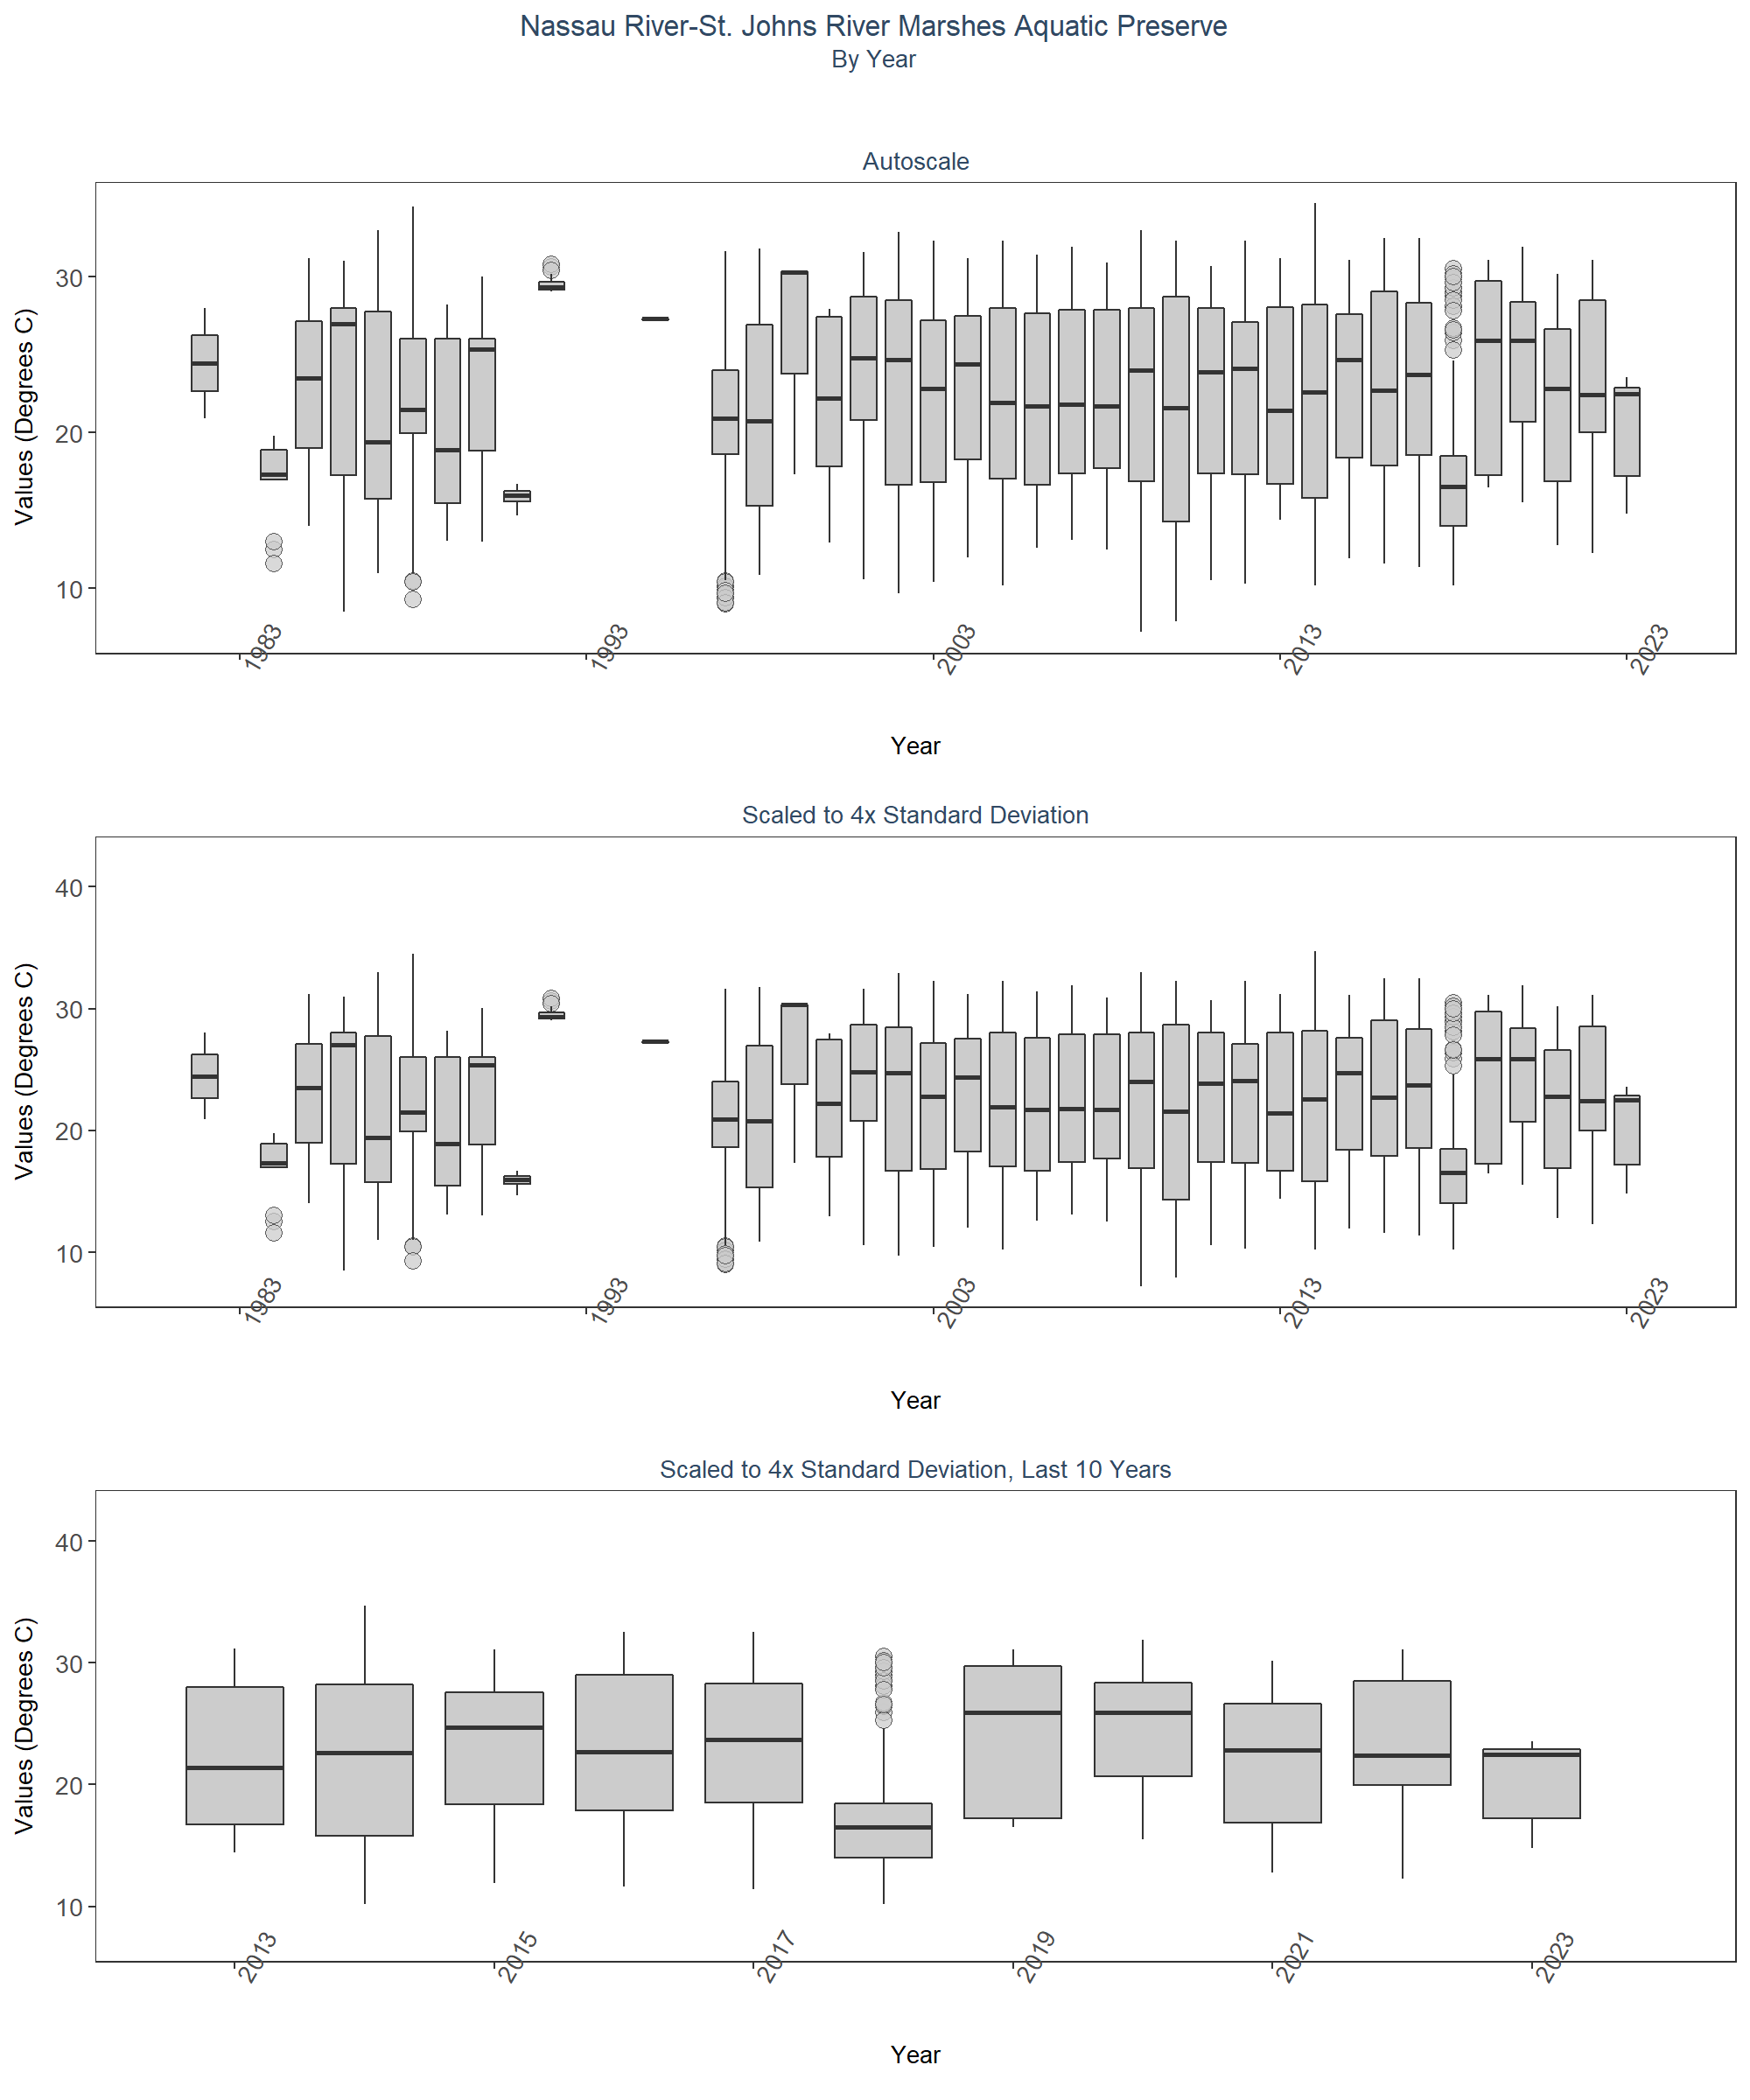 Nassau River-St. Johns River Marshes Aquatic Preserve
By Year
Autoscale
Values (Degrees C)
30
20
10
1983
1993
2003
2013
2023
Year
Scaled to 4x Standard Deviation
Values (Degrees C)
40
30
20
10
1983
1993
2003
2013
2023
Year
Scaled to 4x Standard Deviation, Last 10 Years
Values (Degrees C)
40
30
20
10
2013
2015
2017
2019
2021
2023
Year